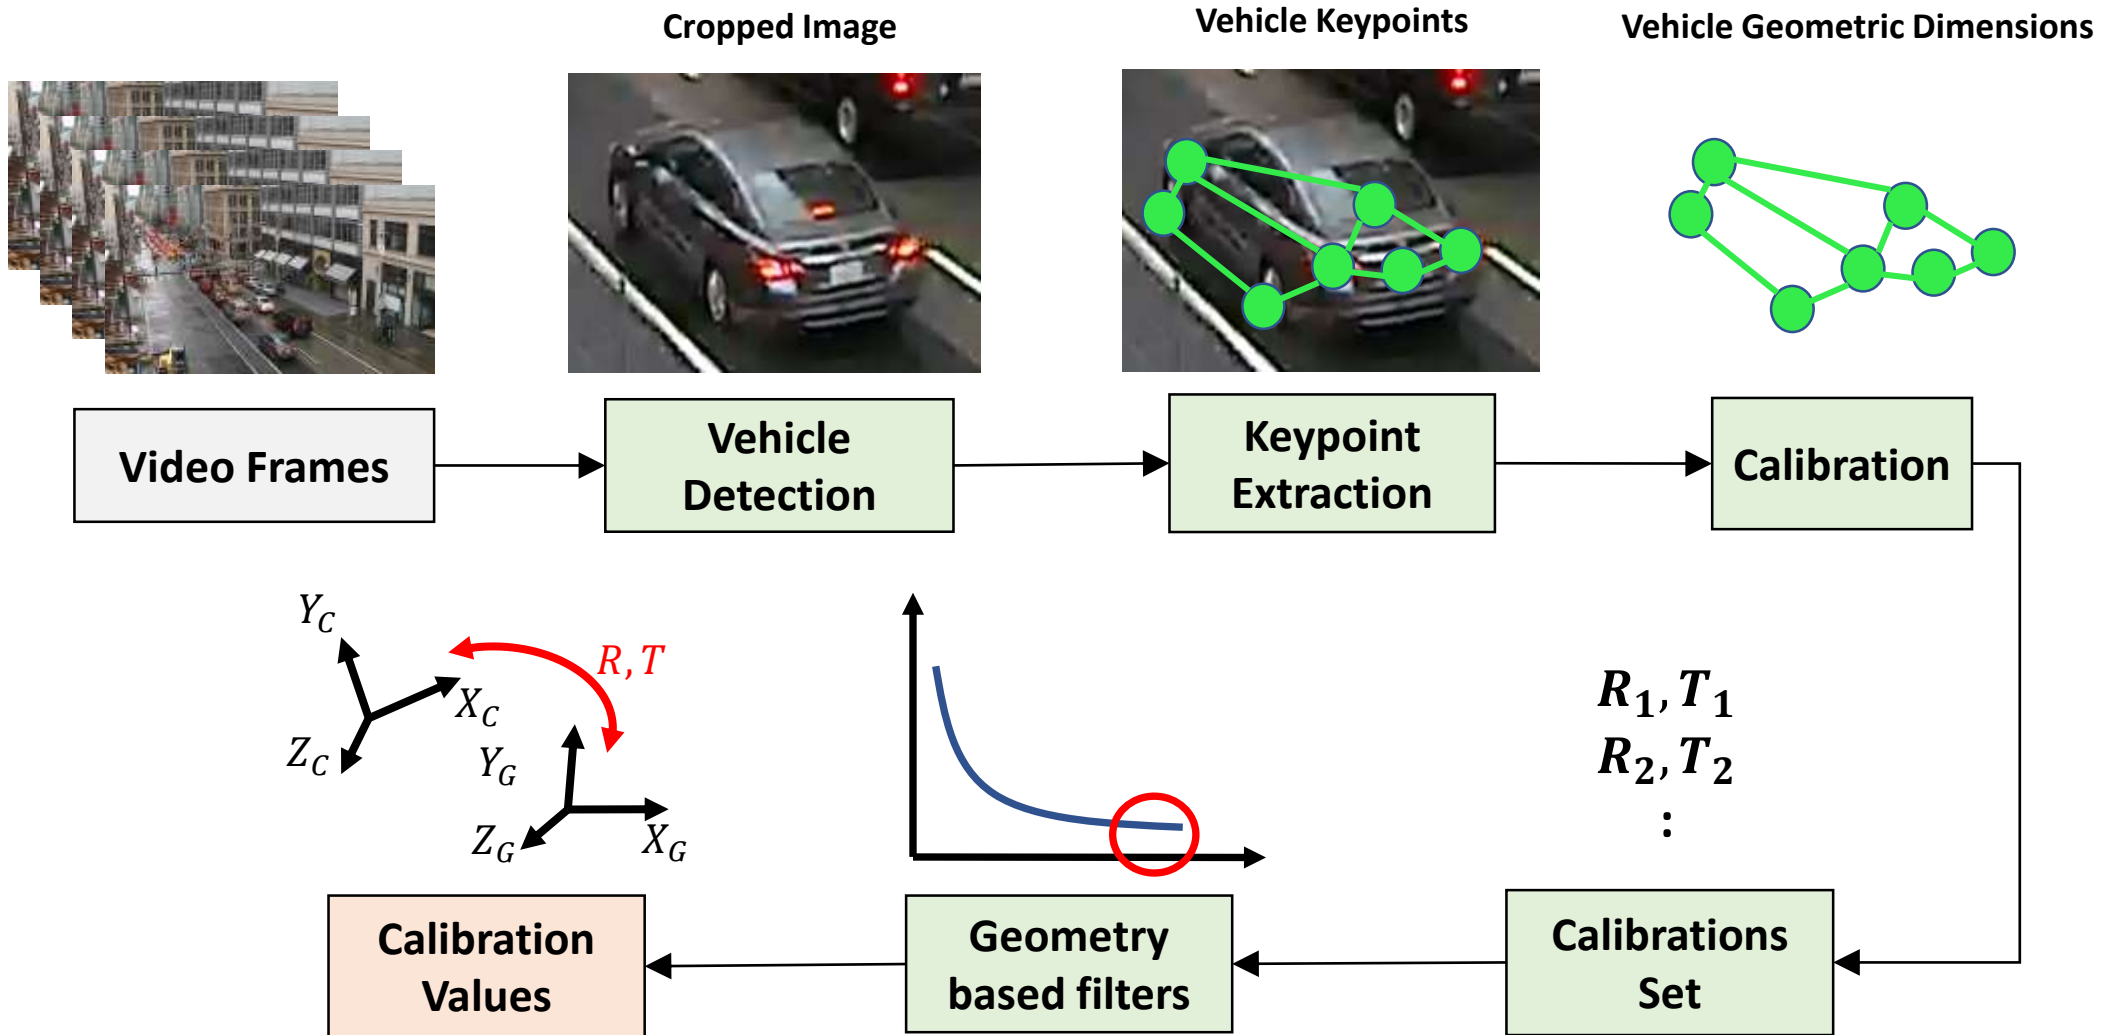 Cropped Image
Vehicle Keypoints
Vehicle Geometric Dimensions
Video Frames
Vehicle
Detection
Keypoint
Extraction
Calibration
Y_C
X_C
Z_C
R, T
Y_G
X_G
Z_G
R_1, T_1
R_2, T_2
:
Calibration
Values
Geometry
based filters
Calibrations
Set